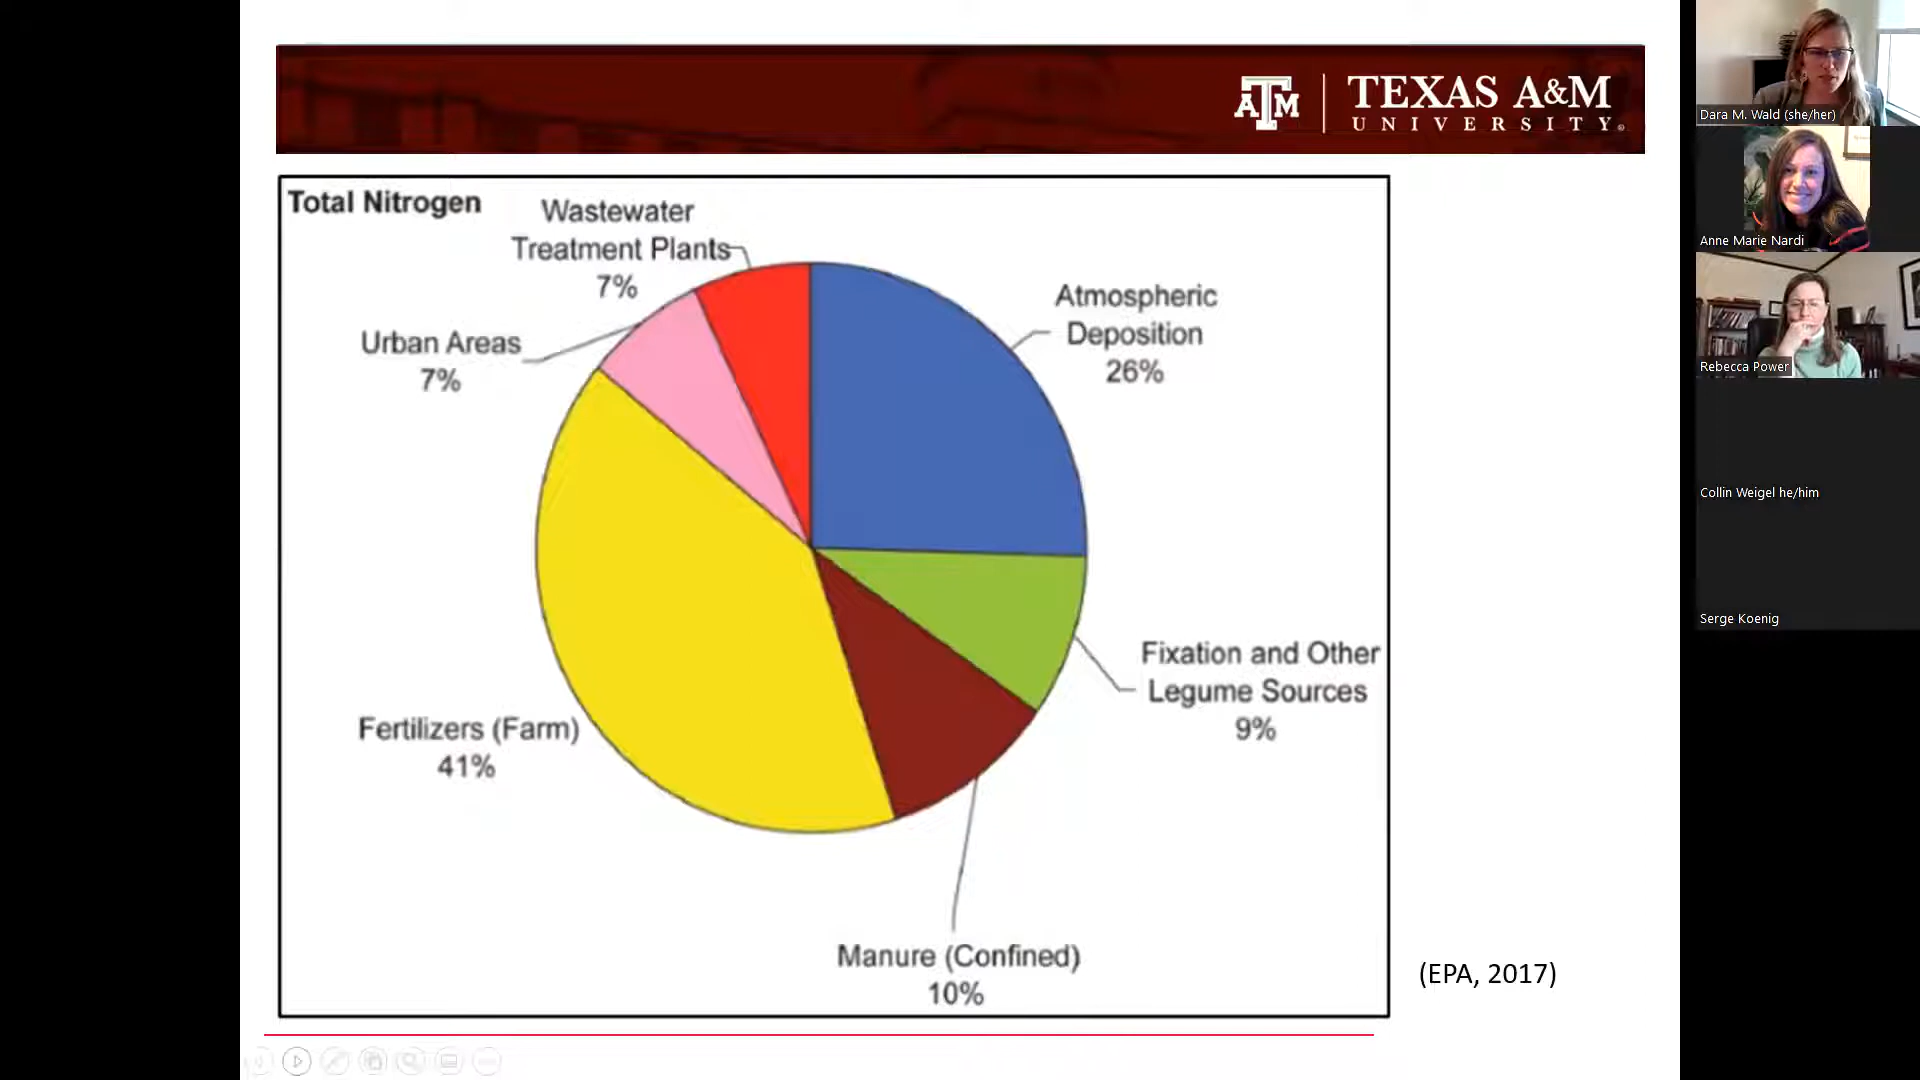 ATM
TEXAS A&M
UNIVERSITY®
Total Nitrogen
Wastewater
Treatment Plants
7%
Atmospheric
Deposition
26%
Urban Areas
7%
Fixation and Other
Legume Sources
9%
Fertilizers (Farm)
41%
Manure (Confined)
10%
(EPA, 2017)
Dara M. Wald (she/her)
Anne Marie Nardi
Rebecca Power
Collin Weigel he/him
Serge Koenig